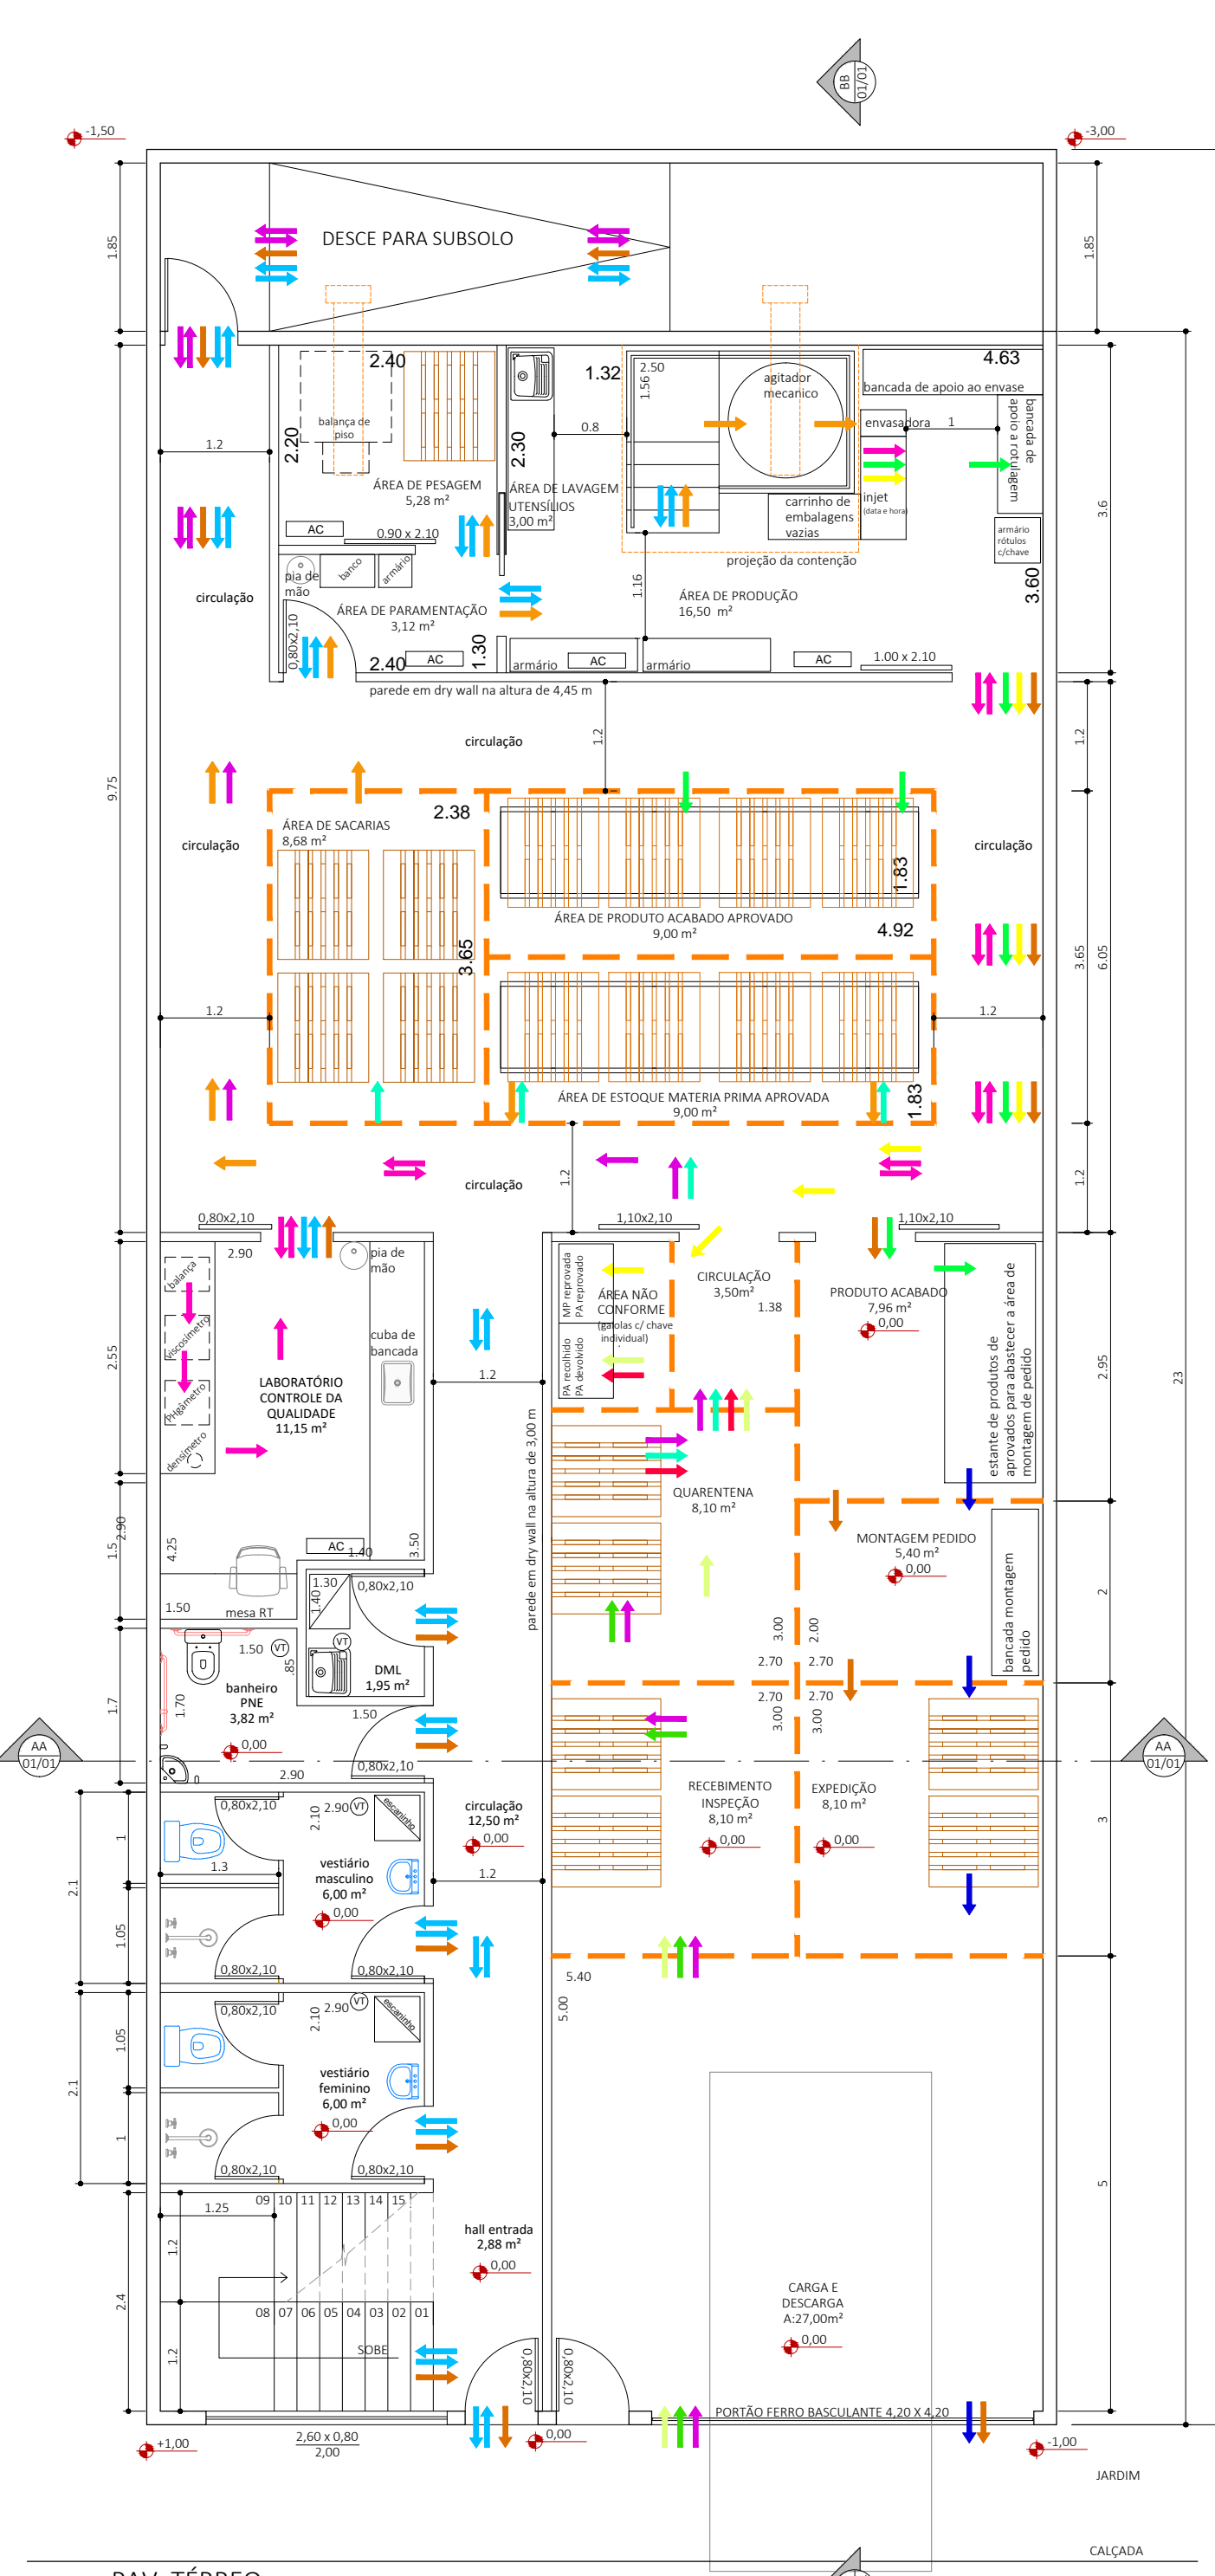 BB
01/01
-1,50
-3,00
1.85
DESCE PARA SUBSOLO
1.85
2.40
1.32
2.50
1.56
agitador
mecanico
4.63
bancada de apoio ao envase
balança de
piso
2.20
2.30
0.8
envasadora
1
bancada de
apoio a rotulagem
1.2
ÁREA DE PESAGEM
5,28 m²
ÁREA DE LAVAGEM
UTENSÍLIOS
3,00 m²
carrinho de
embalagens
vazias
injet
(data e hora)
armário
rótulos
c/chave
3.6
AC
0.90 x 2.10
projeção da contenção
pia de
mão
banco
armário
circulação
ÁREA DE PARAMENTAÇÃO
3,12 m²
1.16
ÁREA DE PRODUÇÃO
16,50 m²
3.60
0,80x2,10
2.40
AC
1.30
armário
AC
armário
AC
1.00 x 2.10
parede em dry wall na altura de 4,45 m
circulação
1.2
1.2
9.75
ÁREA DE SACARIAS
8,68 m²
2.38
circulação
circulação
1.83
ÁREA DE PRODUTO ACABADO APROVADO
9,00 m²
4.92
3.65
3.65
6.05
1.2
1.2
ÁREA DE ESTOQUE MATERIA PRIMA APROVADA
9,00 m²
1.83
circulação
1.2
1.2
0,80x2,10
1,10x2,10
1,10x2,10
2.90
pia de
mão
balança
viscosímetro
PHgâmetro
densímetro
MP reprovada
PA reprovado
PA recolhido
PA devolvido
ÁREA NÃO
CONFORME
(gaiolas c/ chave
individual)
CIRCULAÇÃO
3,50m²
1.38
PRODUTO ACABADO
7,96 m²
0,00
estante de produtos de
aprovados para abastecer a área de
montagem de pedido
cuba de
bancada
2.55
LABORATÓRIO
CONTROLE DA
QUALIDADE
11,15 m²
1.2
2.95
23
parede em dry wall na altura de 3,00 m
QUARENTENA
8,10 m²
1.5
2.90
4.25
AC
1.40
3.50
MONTAGEM PEDIDO
5,40 m²
0,00
bancada montagem
pedido
1.30
1.40
0,80x2,10
1.50
mesa RT
2
1.50
VT
VT
.85
DML
1,95 m²
3.00
2.00
2.70
2.70
banheiro
PNE
3,82 m²
1.70
1.7
1.50
2.70
2.70
3.00
3.00
AA
01/01
0,00
0,80x2,10
2.90
AA
01/01
RECEBIMENTO
INSPEÇÃO
8,10 m²
0,00
EXPEDIÇÃO
8,10 m²
0,00
0,80x2,10
2.10
2.90
VT
escaninho
circulação
12,50 m²
0,00
1
1.3
vestiário
masculino
6,00 m²
0,00
1.2
3
2.1
1.05
0,80x2,10
0,80x2,10
5.40
5.00
0,80x2,10
2.10
2.90
VT
escaninho
1.05
2.1
vestiário
feminino
6,00 m²
0,00
1
0,80x2,10
0,80x2,10
5
1.25
09 10 11 12 13 14 15
hall entrada
2,88 m²
0,00
1.2
2.4
08 07 06 05 04 03 02 01
1.2
SOBE
CARGA E
DESCARGA
A:27,00m²
0,00
0,80x2,10
0,80x2,10
PORTÃO FERRO BASCULANTE 4,20 X 4,20
+1,00
2,60 x 0,80
2,00
0,00
-1,00
JARDIM
CALÇADA
PAV. TÉRREO